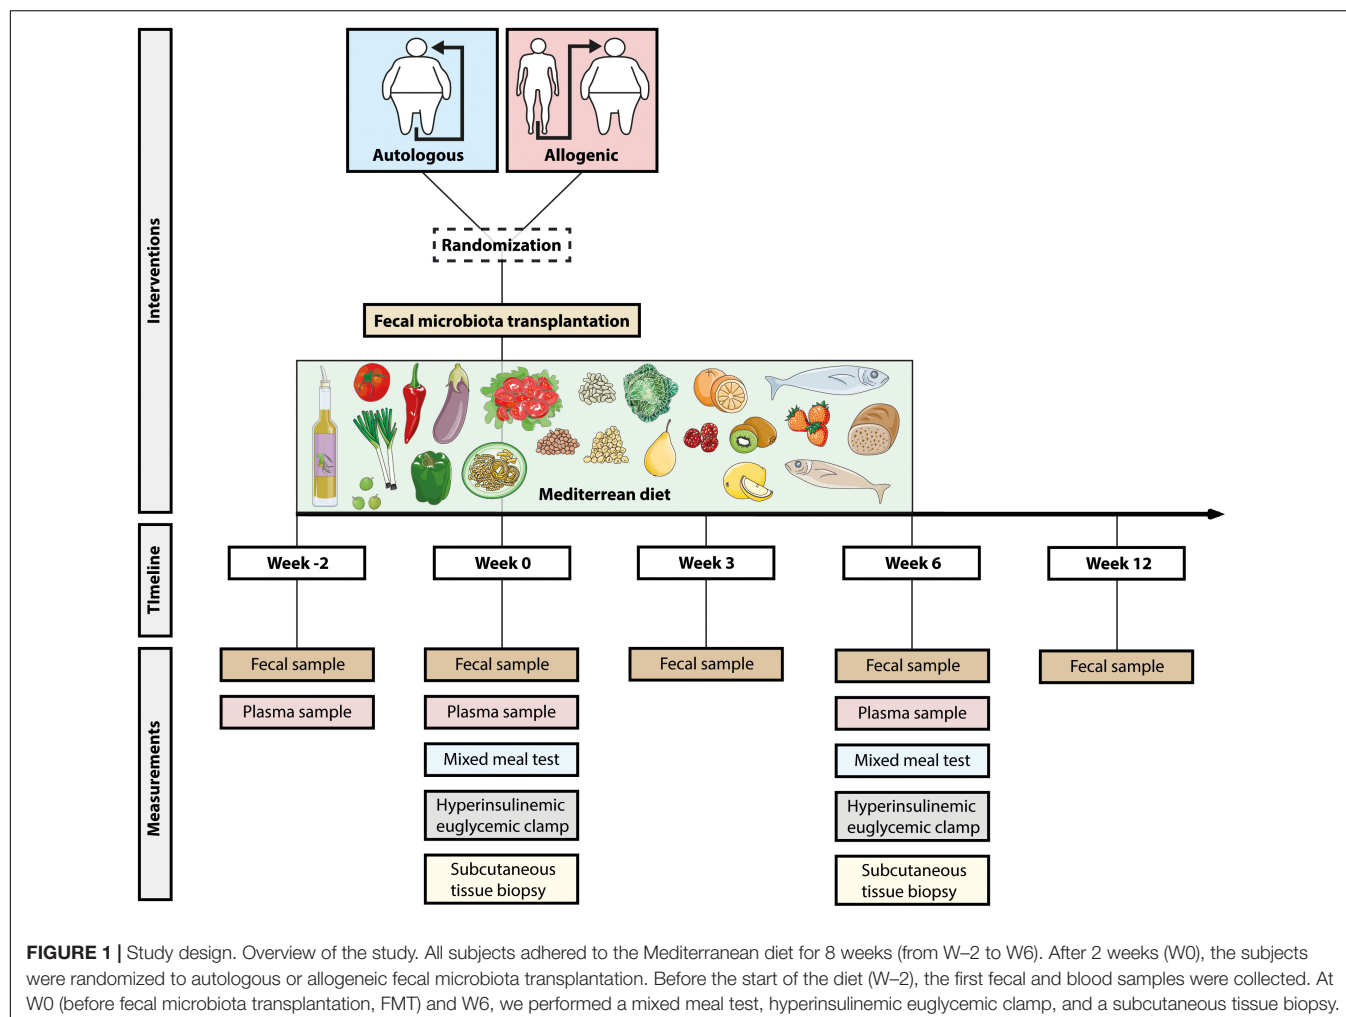 Interventions
Autologous
Allogenic
Randomization
Fecal microbiota transplantation
Mediterrean diet
TImeline
Week -2
Week 0
Week 3
Week 6
Week 12
Measurements
Fecal sample
Plasma sample
Fecal sample
Plasma sample
Mixed meal test
Hyperinsulinemic
euglycemic clamp
Subcutaneous
tissue biopsy
Fecal sample
Fecal sample
Plasma sample
Mixed meal test
Hyperinsulinemic
euglycemic clamp
Subcutaneous
tissue biopsy
Fecal sample
FIGURE 1 | Study design. Overview of the study. All subjects adhered to the Mediterranean diet for 8 weeks (from W–2 to W6). After 2 weeks (W0), the subjects
were randomized to autologous or allogeneic fecal microbiota transplantation. Before the start of the diet (W–2), the first fecal and blood samples were collected. At
W0 (before fecal microbiota transplantation, FMT) and W6, we performed a mixed meal test, hyperinsulinemic euglycemic clamp, and a subcutaneous tissue biopsy.